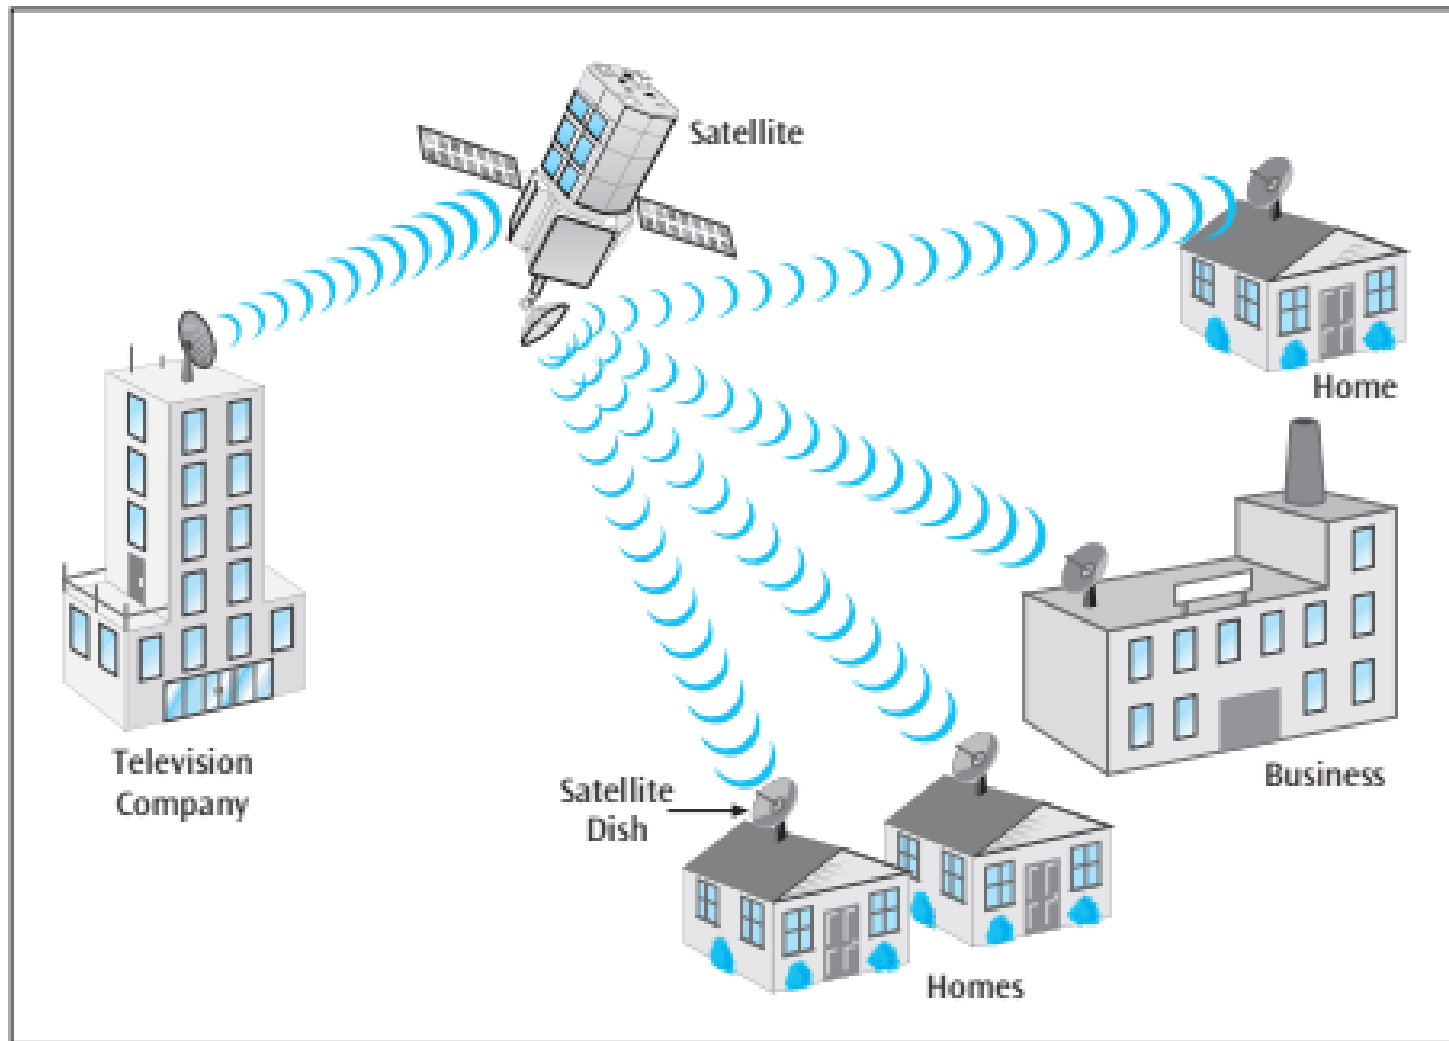 Satellite
Home
Television
Company
Satellite
Dish
Business
Homes